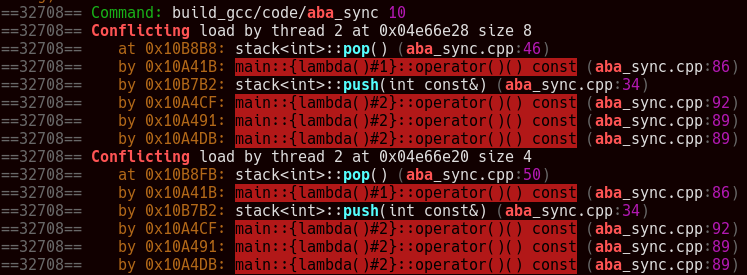 ==32708== Command: build_gcc/code/aba_sync 10
==32708== Conflicting load by thread 2 at 0x04e66e28 size 8
==32708==    at 0x10B8B8: stack<int>::pop() (aba_sync.cpp:46)
==32708==    by 0x10A41B: main::{lambda()#1}::operator()() const (aba_sync.cpp:86)
==32708==    by 0x10B7B2: stack<int>::push(int const&) (aba_sync.cpp:34)
==32708==    by 0x10A4CF: main::{lambda()#2}::operator()() const (aba_sync.cpp:92)
==32708==    by 0x10A491: main::{lambda()#2}::operator()() const (aba_sync.cpp:89)
==32708==    by 0x10A4DB: main::{lambda()#2}::operator()() const (aba_sync.cpp:89)
==32708== Conflicting load by thread 2 at 0x04e66e20 size 4
==32708==    at 0x10B8FB: stack<int>::pop() (aba_sync.cpp:50)
==32708==    by 0x10A41B: main::{lambda()#1}::operator()() const (aba_sync.cpp:86)
==32708==    by 0x10B7B2: stack<int>::push(int const&) (aba_sync.cpp:34)
==32708==    by 0x10A4CF: main::{lambda()#2}::operator()() const (aba_sync.cpp:92)
==32708==    by 0x10A491: main::{lambda()#2}::operator()() const (aba_sync.cpp:89)
==32708==    by 0x10A4DB: main::{lambda()#2}::operator()() const (aba_sync.cpp:89)